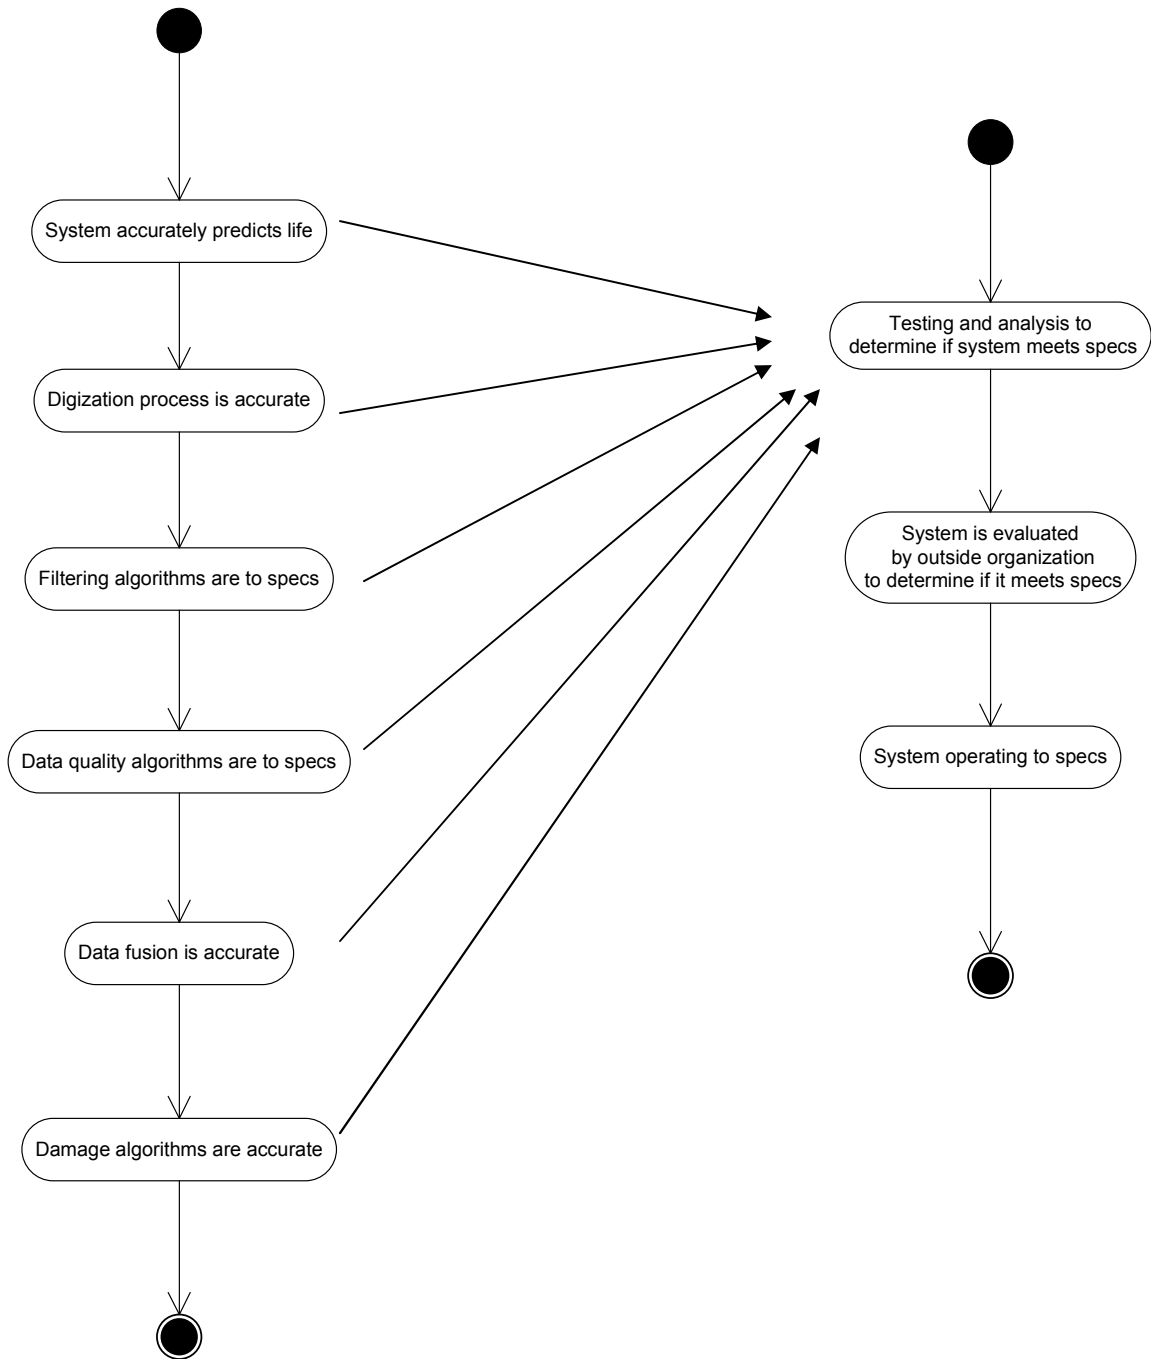 System accurately predicts life
Digization process is accurate
Filtering algorithms are to specs
Data quality algorithms are to specs
Data fusion is accurate
Damage algorithms are accurate
Testing and analysis to
determine if system meets specs
System is evaluated
by outside organization
to determine if it meets specs
System operating to specs